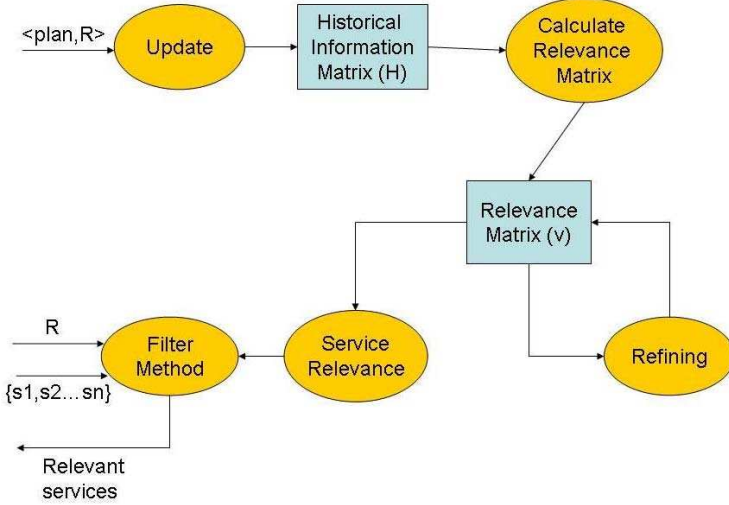 <plan,R>
Update
Historical
Information
Matrix (H)
Calculate
Relevance
Matrix
Relevance
Matrix (v)
R
{s1,s2...sn}
Filter
Method
Service
Relevance
Refining
Relevant
services